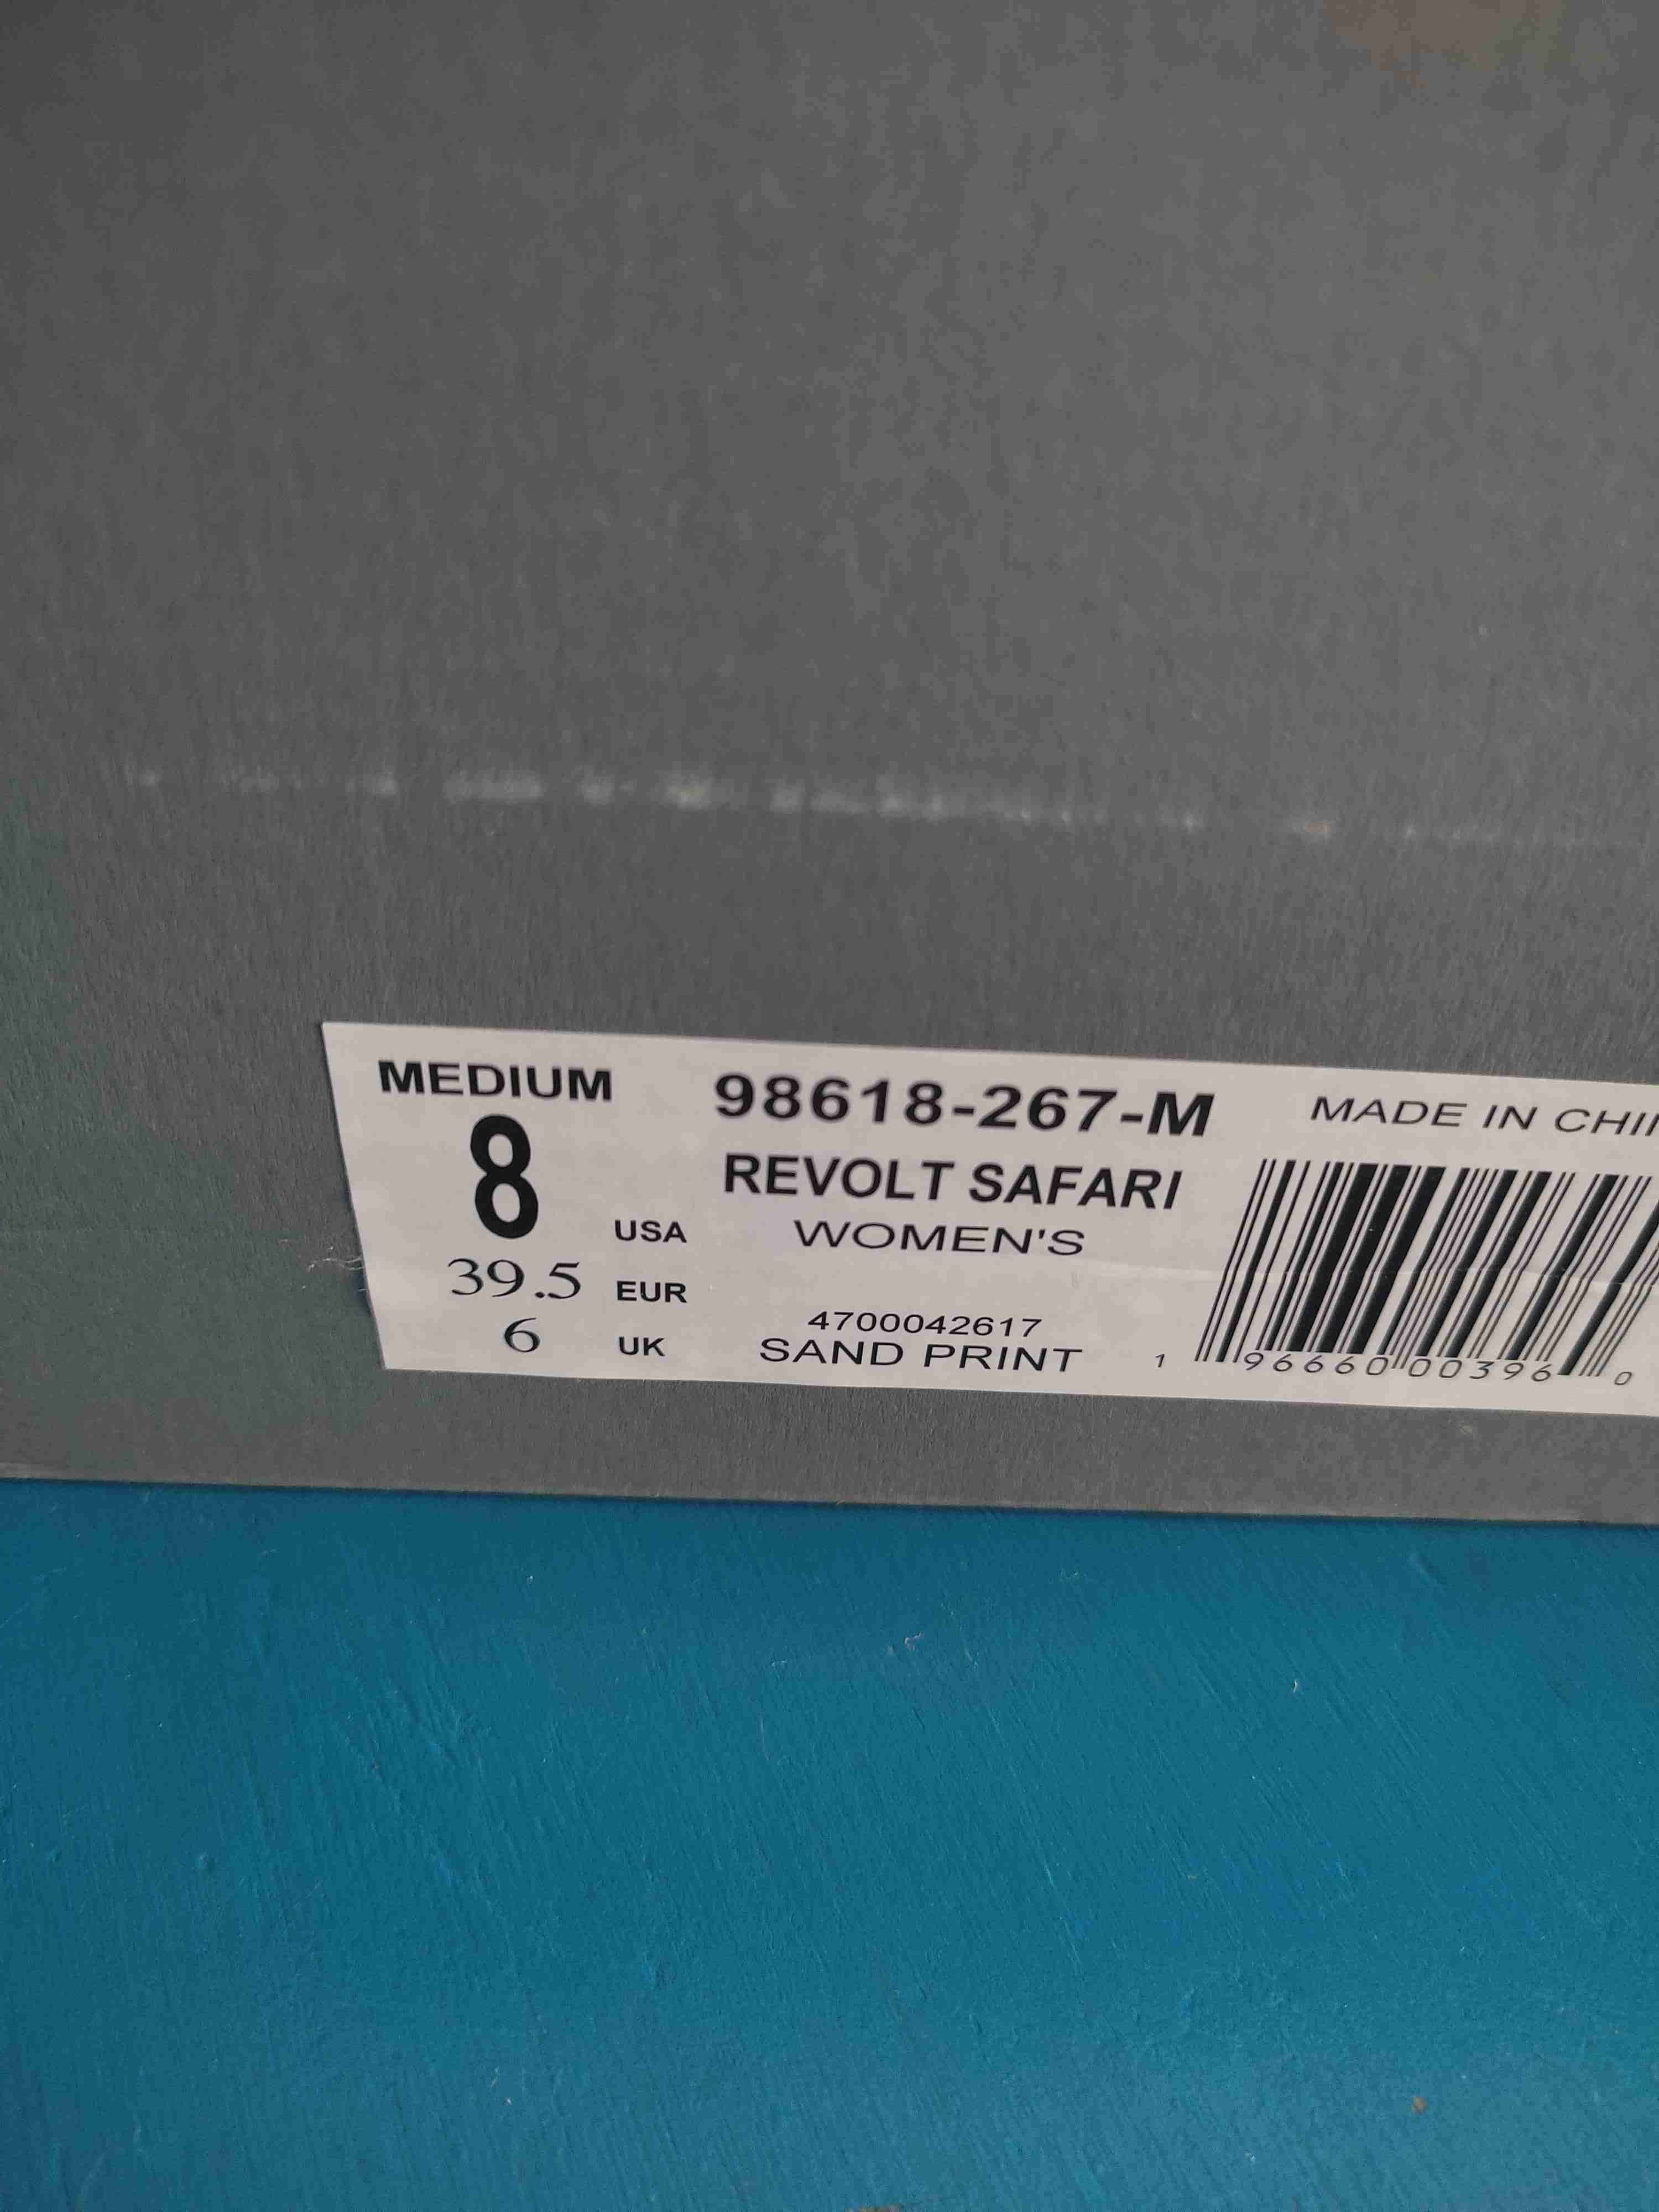 MEDIUM
8 USA
39.5 EUR
6 UK
98618-267-M
REVOLT SAFARI
WOMEN'S
4700042617
SAND PRINT
MADE IN CHI
1 96660 00396 0